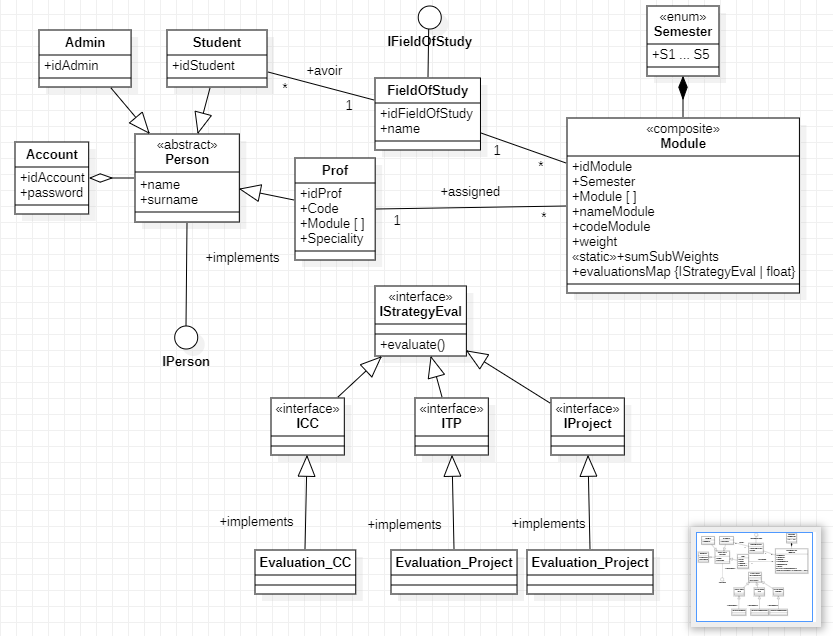 IFieldOfStudy
«enum»
Semester
+S1 ... S5
Admin
+idAdmin
Student
+idStudent
+avoir
*
1
FieldOfStudy
+idFieldOfStudy
+name
1
*
«composite»
Module
+idModule
+Semester
+Module [ ]
+nameModule
+codeModule
+weight
«static»+sumSubWeights
+evaluationsMap {IStrategyEval | float}
Account
+idAccount
+password
«abstract»
Person
+name
+surname
Prof
+idProf
+Code
+Module [ ]
+Speciality
+assigned
1
*
+implements
IPerson
«interface»
IStrategyEval
+evaluate()
«interface»
ICC
«interface»
ITP
«interface»
IProject
+implements
+implements
+implements
Evaluation_CC
Evaluation_Project
Evaluation_Project